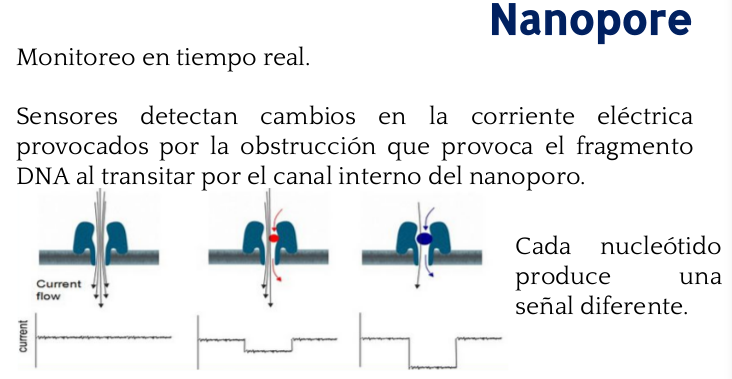 Nanopore
Monitoreo en tiempo real.
Sensores detectan cambios en la corriente eléctrica
provocados por la obstrucción que provoca el fragmento
DNA al transitar por el canal interno del nanoporo.
Current
flow
current
Cada nucleótido
produce una
señal diferente.